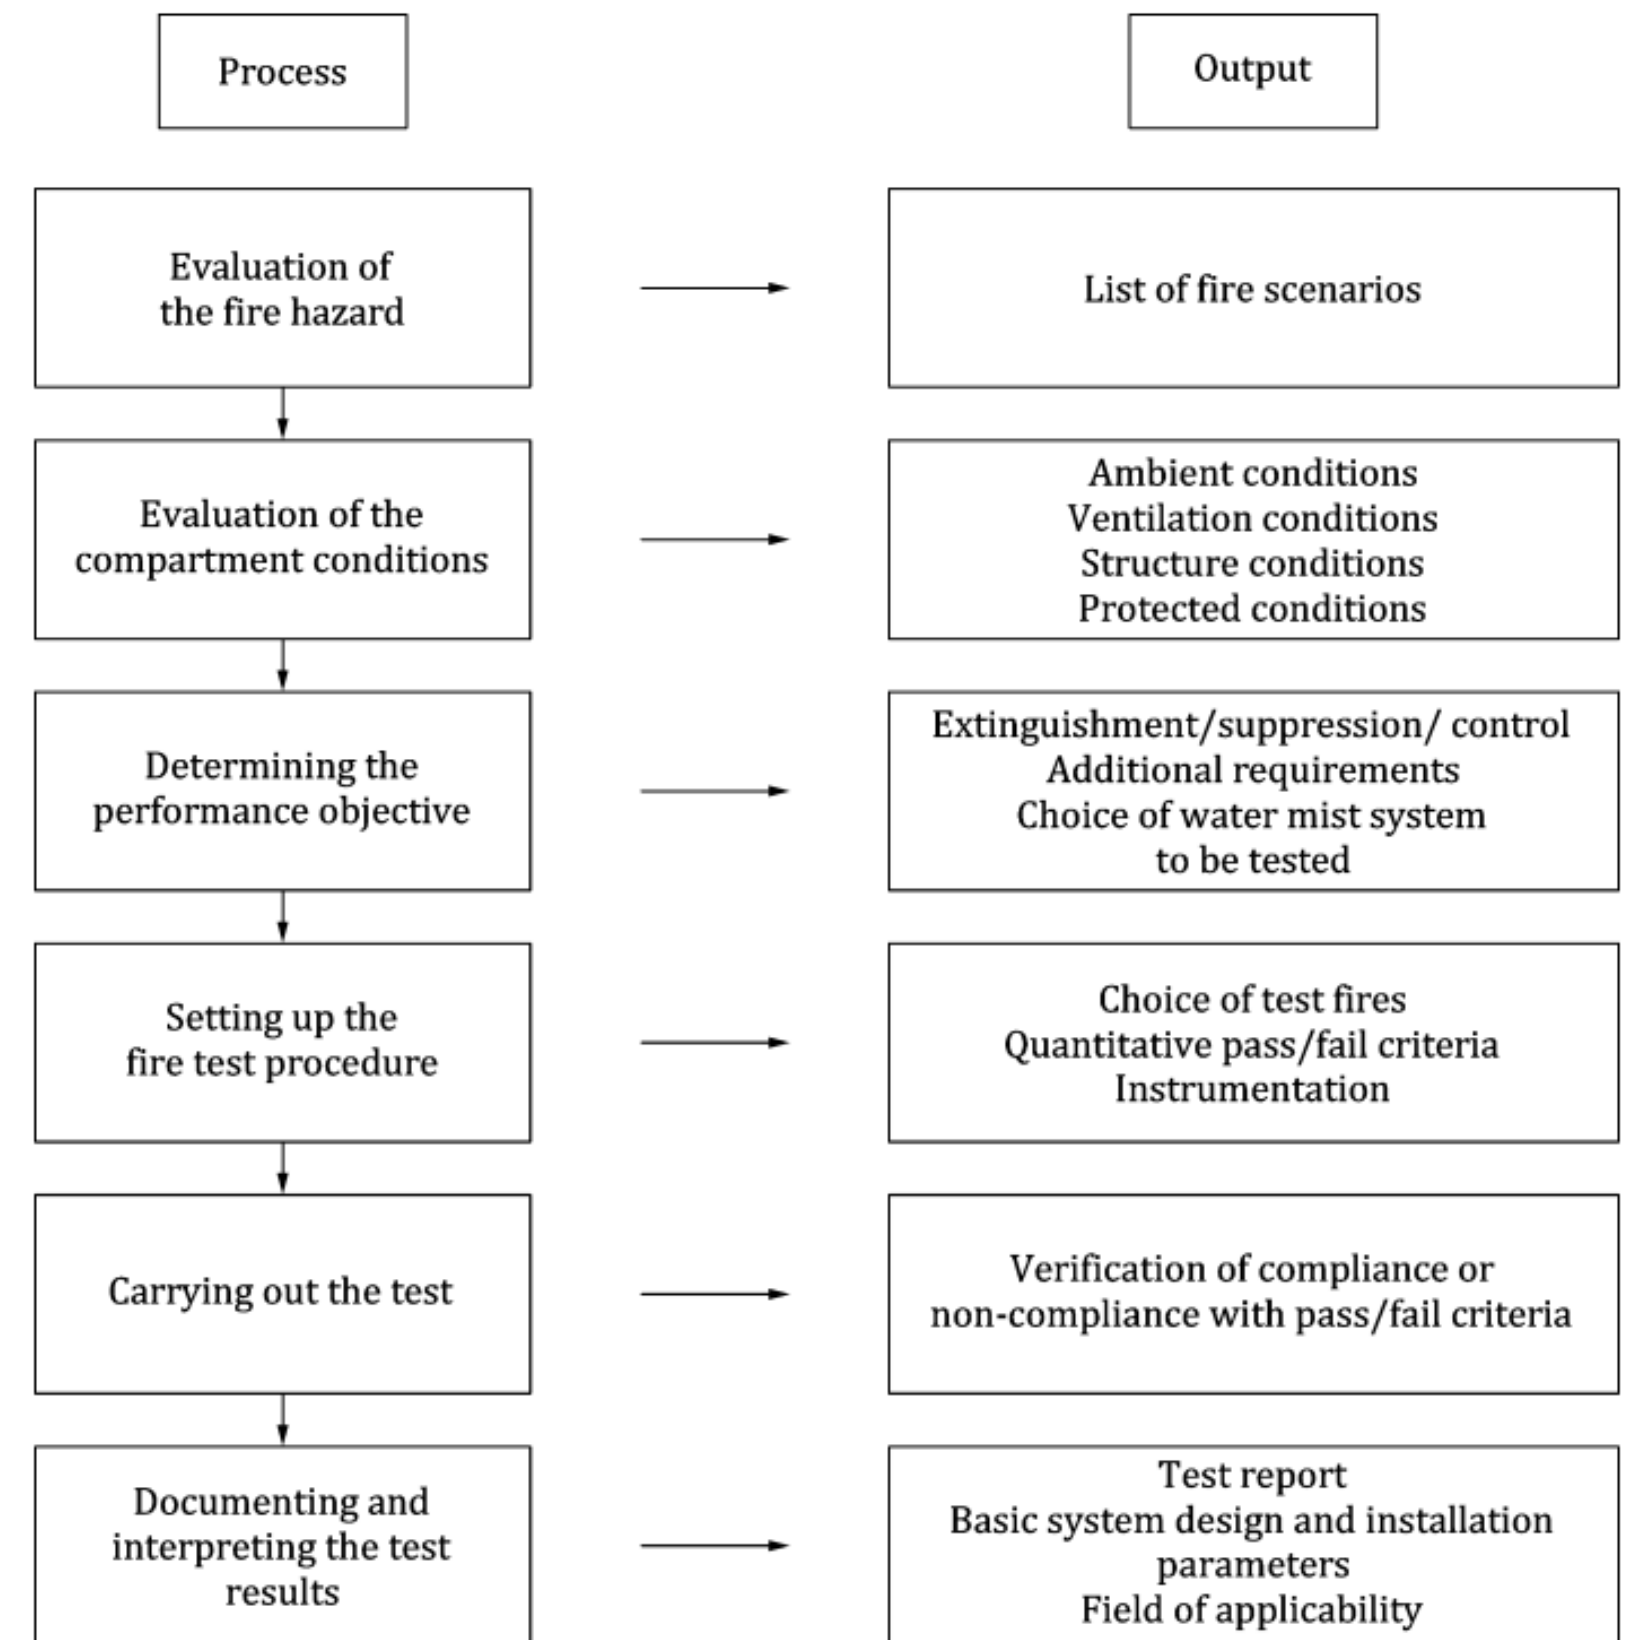 Process
Output
Evaluation of
the fire hazard
List of fire scenarios
Evaluation of the
compartment conditions
Ambient conditions
Ventilation conditions
Structure conditions
Protected conditions
Determining the
performance objective
Extinguishment/suppression/ control
Additional requirements
Choice of water mist system
to be tested
Setting up the
fire test procedure
Choice of test fires
Quantitative pass/fail criteria
Instrumentation
Carrying out the test
Verification of compliance or
non-compliance with pass/fail criteria
Documenting and
interpreting the test
results
Test report
Basic system design and installation
parameters
Field of applicability